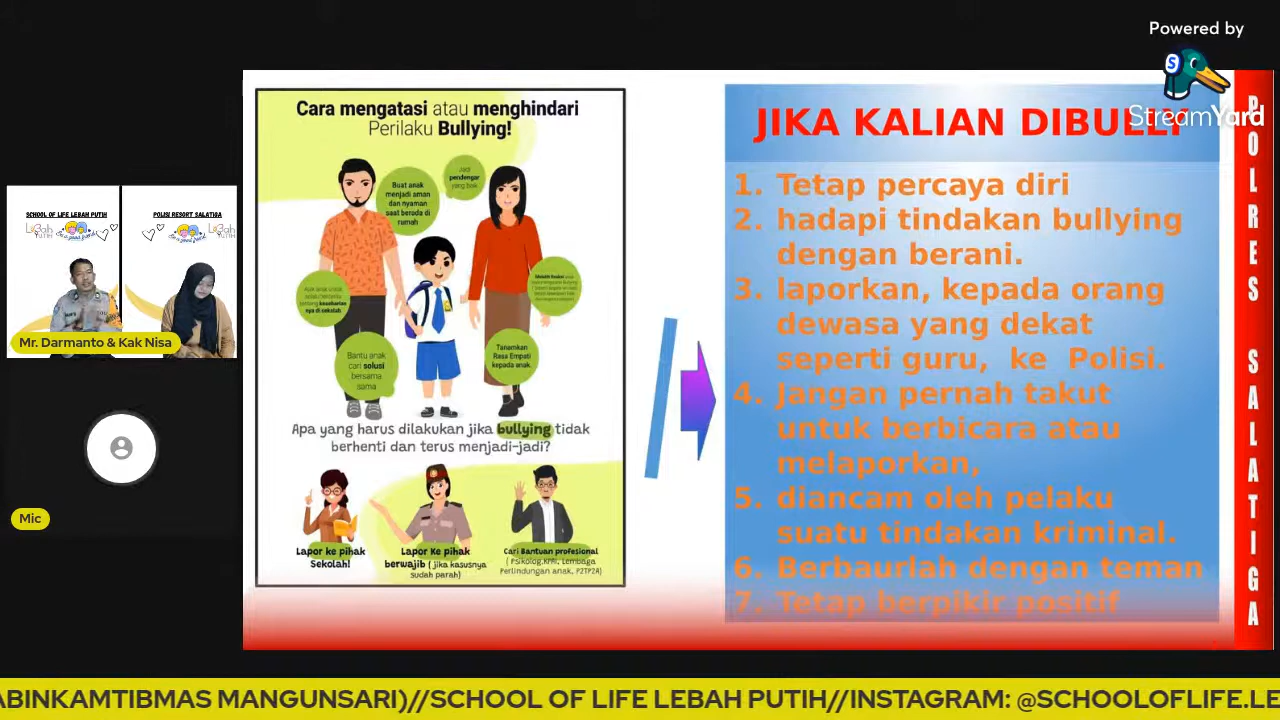 Powered by
StreamYard
SCHOOL OF LIFE LEBAH PUTIH
POLISI RESORT SALATIGA
Mr. Darmanto & Kak Nisa
Mic
Cara mengatasi atau menghindari
Perilaku Bullying!
Buat anak
menjadi aman
dan nyaman
saat berada di
rumah
Jadi
pendengar
yang baik
keseharian
nya di sekolah
Bantu anak
cari solusi
bersama
sama
Tanamkan
Rasa Empati
kepada anak
Apa yang harus dilakukan jika bullying tidak
berhenti dan terus menjadi-jadi?
Lapor ke pihak
Sekolah!
Lapor Ke pihak
berwajib ( jika kasusnya
sudah parah)
Cari Bantuan profesional
( Psikolog,KPAI, Lembaga
Perlindungan anak, P2TP2A)
JIKA KALIAN DIBULLY
1. Tetap percaya diri
2. hadapi tindakan bullying
dengan berani.
3. laporkan, kepada orang
dewasa yang dekat
seperti guru, ke Polisi.
4. Jangan pernah takut
untuk berbicara atau
melaporkan,
5. diancam oleh pelaku
suatu tindakan kriminal.
6. Berbaurlah dengan teman
7. Tetap berpikir positif
POLRES SALATIGA
ABINKAMTIBMAS MANGUNSARI)//SCHOOL OF LIFE LEBAH PUTIH//INSTAGRAM: @SCHOOLOFLIFE.LE